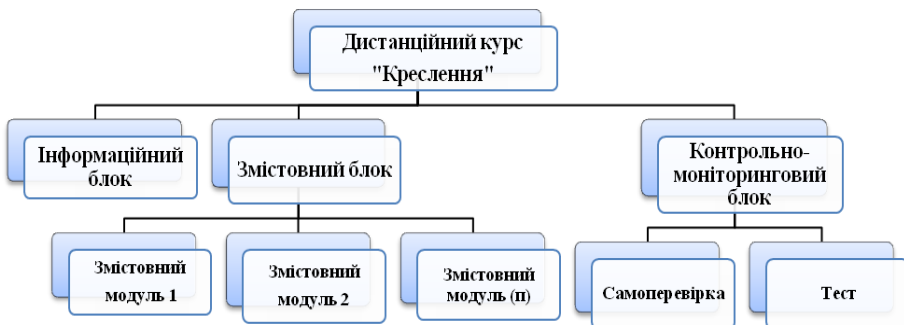 Дистанційний курс
"Креслення"
Інформаційний
блок
Змістовний блок
Контрольно-
моніторинговий
блок
Змістовний
модуль 1
Змістовний
модуль 2
Змістовний
модуль (п)
Самоперевірка
Тест